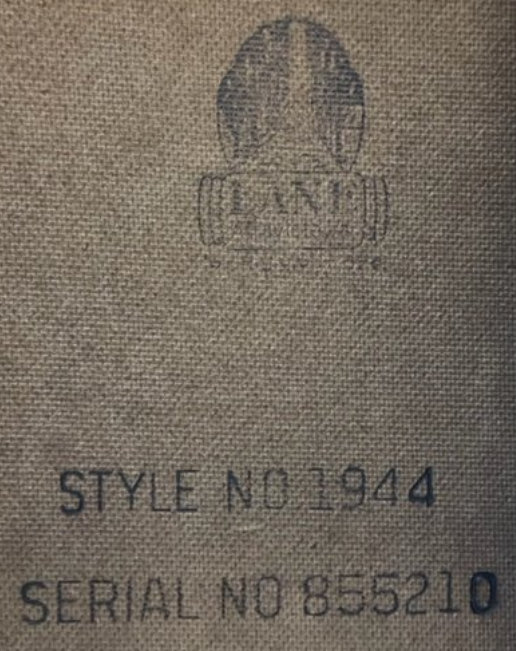 LANE
STYLE NO 1944
SERIAL NO 855210